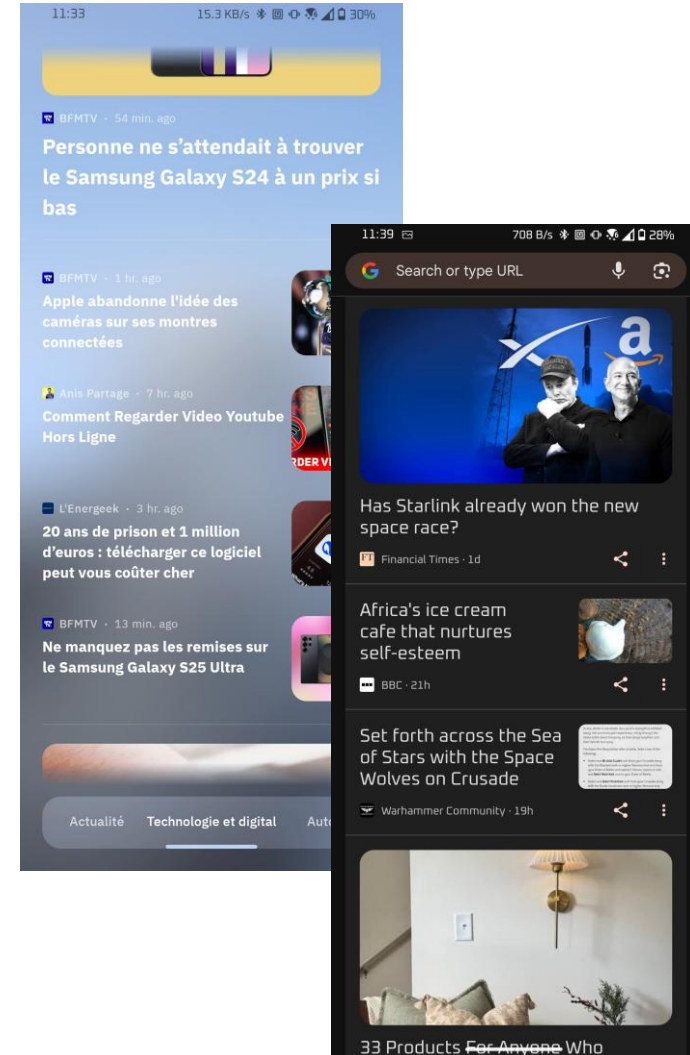 11:33 15.3 KB/s 30%
BFMTV · 54 min. ago
Personne ne s'attendait à trouver
le Samsung Galaxy S24 à un prix si
bas
BFMTV · 1 hr. ago
Apple abandonne l'idée des
caméras sur ses montres
connectées
Anis Partage · 7 hr. ago
Comment Regarder Video Youtube
Hors Ligne
RDER V
L'Energeek · 3 hr. ago
20 ans de prison et 1 million
d'euros : télécharger ce logiciel
peut vous coûter cher
BFMTV · 13 min. ago
Ne manquez pas les remises sur
le Samsung Galaxy S25 Ultra
Actualité Technologie et digital Aut
11:39 708 B/s 28%
Search or type URL
a
Has Starlink already won the new
space race?
FT Financial Times · 1d
Africa's ice cream
cafe that nurtures
self-esteem
BBC · 21h
Set forth across the Sea
of Stars with the Space
Wolves on Crusade
Warhammer Community · 19h
33 Products For Anyone Who